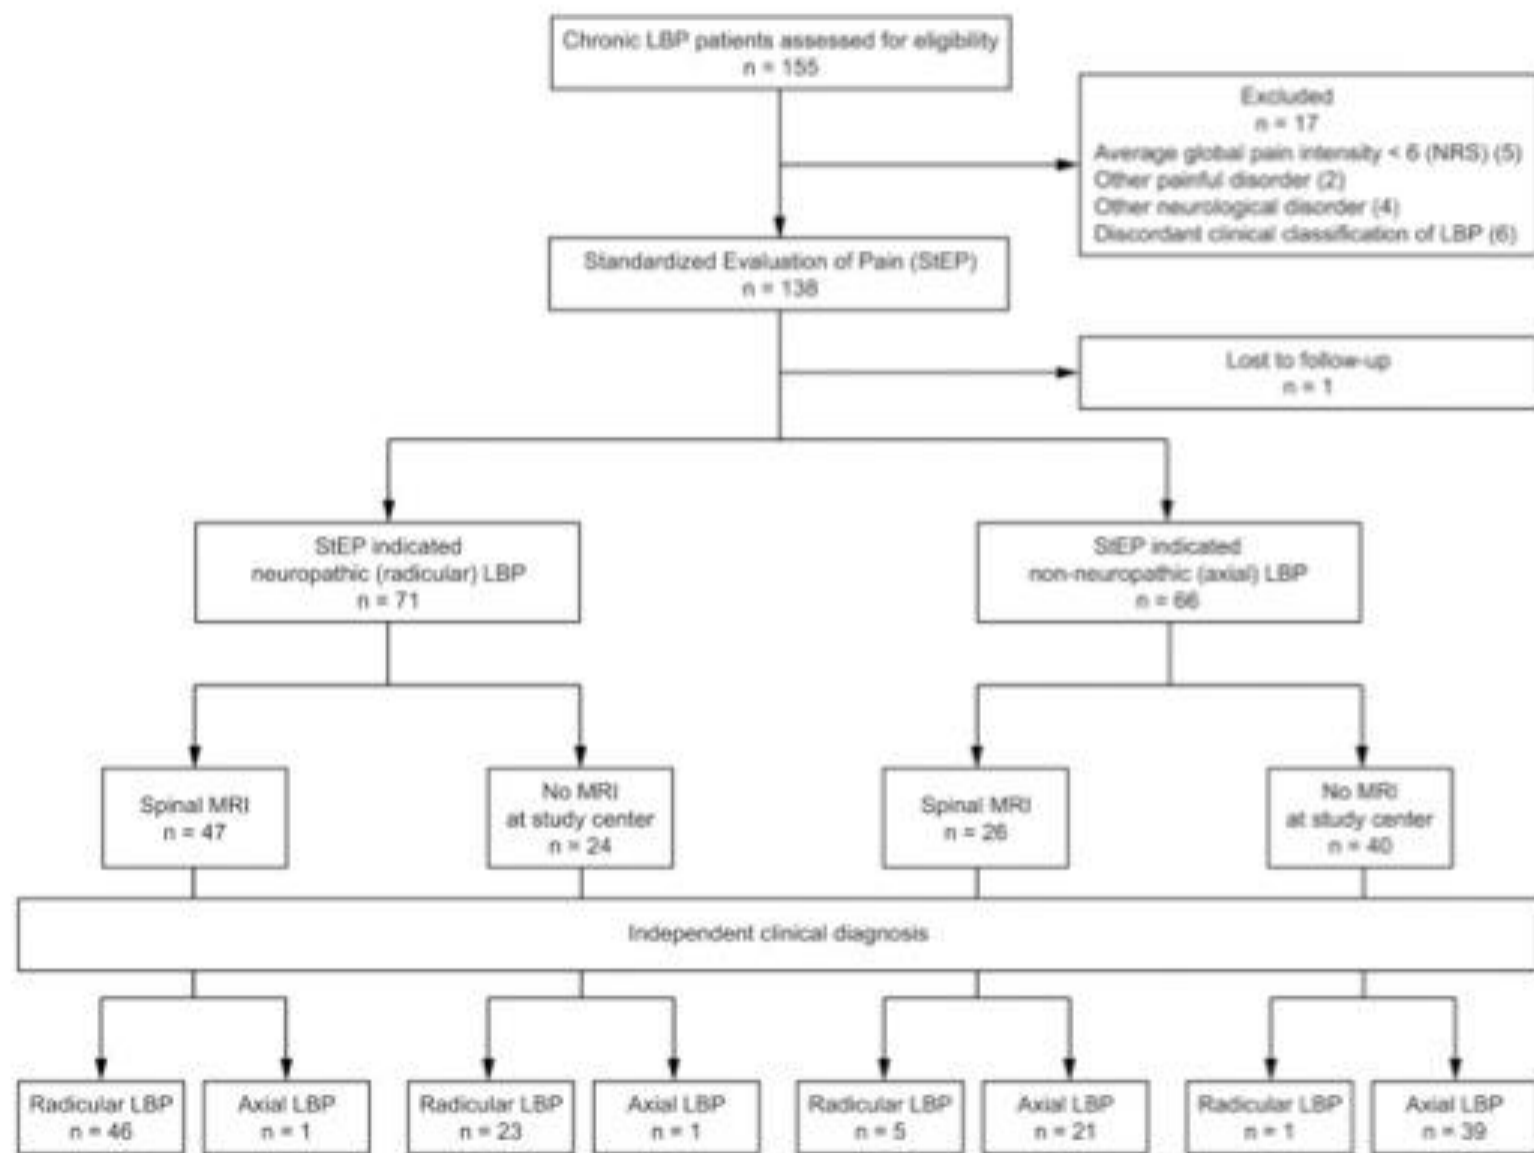 Chronic LBP patients assessed for eligibility
n = 155
Excluded
n = 17
Average global pain intensity < 6 (NRS) (5)
Other painful disorder (2)
Other neurological disorder (4)
Discordant clinical classification of LBP (6)
Standardized Evaluation of Pain (StEP)
n = 138
Lost to follow-up
n = 1
StEP indicated
neuropathic (radicular) LBP
n = 71
StEP indicated
non-neuropathic (axial) LBP
n = 66
Spinal MRI
n = 47
No MRI
at study center
n = 24
Spinal MRI
n = 26
No MRI
at study center
n = 40
Independent clinical diagnosis
Radicular LBP
n = 46
Axial LBP
n = 1
Radicular LBP
n = 23
Axial LBP
n = 1
Radicular LBP
n = 5
Axial LBP
n = 21
Radicular LBP
n = 1
Axial LBP
n = 39